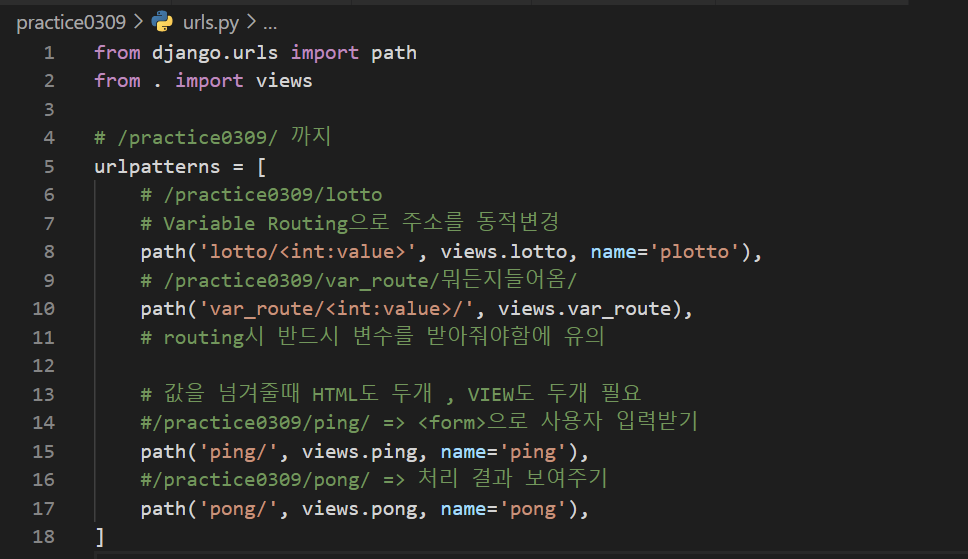 practice0309 > urls.py > ...
1 from django.urls import path
2 from . import views
3
4 # /practice0309/ 까지
5 urlpatterns = [
6     # /practice0309/lotto
7     # Variable Routing으로 주소를 동적변경
8     path('lotto/<int:value>', views.lotto, name='plotto'),
9     # /practice0309/var_route/뭐든지들어옴/
10     path('var_route/<int:value>/', views.var_route),
11     # routing시 반드시 변수를 받아줘야함에 유의
12
13     # 값을 넘겨줄때 HTML도 두개 , VIEW도 두개 필요
14     #/practice0309/ping/ => <form>으로 사용자 입력받기
15     path('ping/', views.ping, name='ping'),
16     #/practice0309/pong/ => 처리 결과 보여주기
17     path('pong/', views.pong, name='pong'),
18 ]